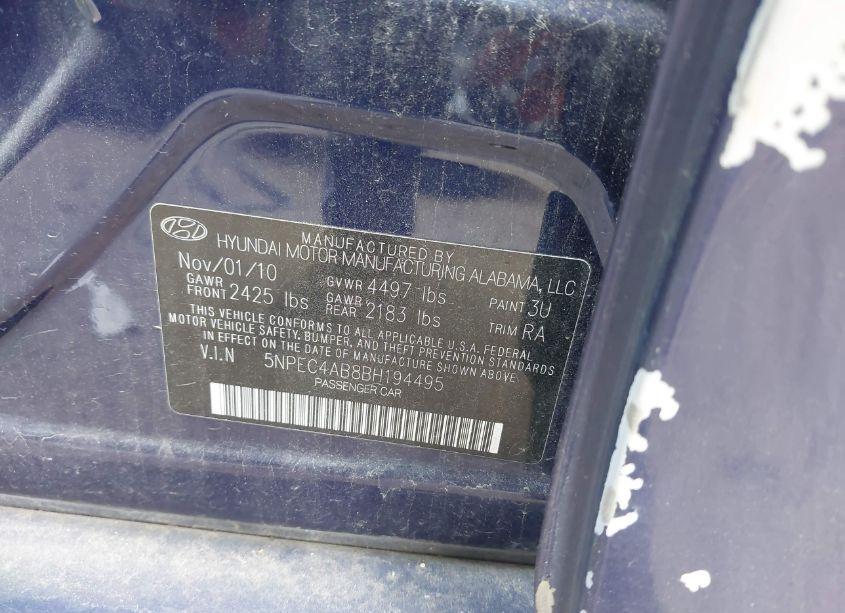 MANUFACTURED BY
HYUNDAI MOTOR MANUFACTURING ALABAMA, LLC
Nov/01/10 GVWR 4497 lbs PAINT 3U
GAWR FRONT 2425 lbs GAWR REAR 2183 lbs TRIM RA
THIS VEHICLE CONFORMS TO ALL APPLICABLE U.S.A. FEDERAL
MOTOR VEHICLE SAFETY, BUMPER, AND THEFT PREVENTION STANDARDS
IN EFFECT ON THE DATE OF MANUFACTURE SHOWN ABOVE.
V.I.N 5NPEC4AB8BH194495
PASSENGER CAR